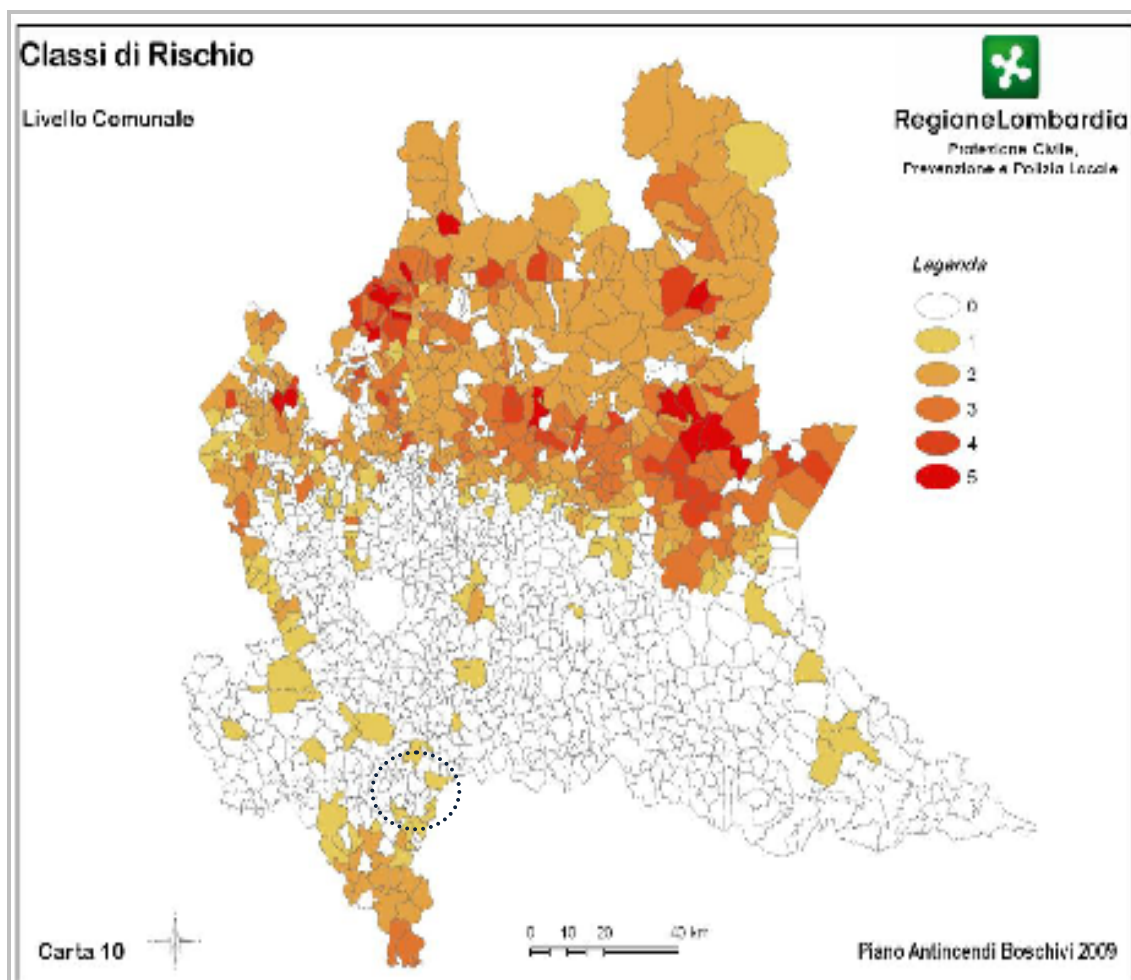 Classi di Rischio
Livello Comunale
RegioneLombardia
Protezione Civile,
Prevenzione e Polizia Locale
Legenda
0
1
2
3
4
5
0 10 20 40 km
Carta 10
Piano Antincendi Boschivi 2009